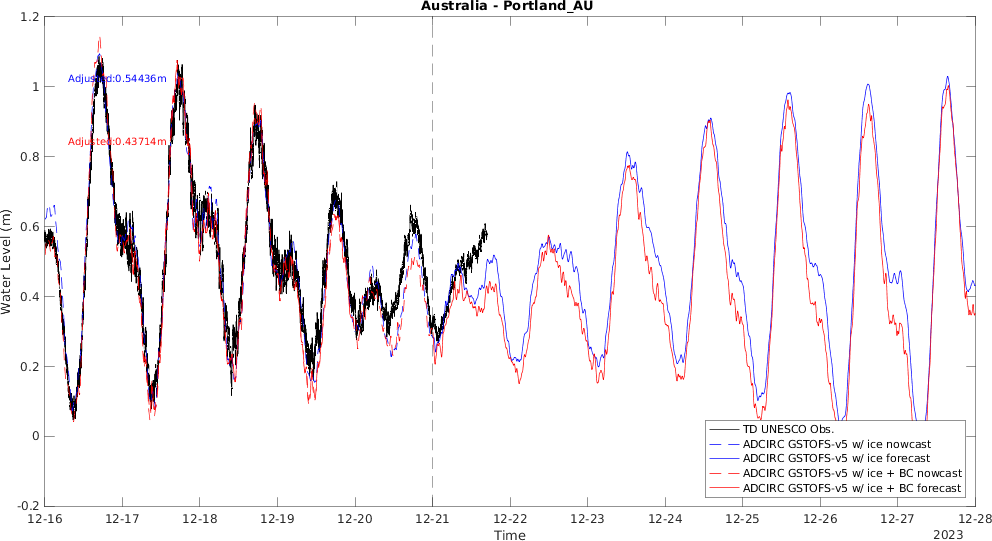 Australia - Portland_AU
1.2
1
0.8
0.6
0.4
0.2
0
-0.2
Water Level (m)
Adjusted:0.54436m
Adjusted:0.43714m
TD UNESCO Obs.
ADCIRC GSTOFS-v5 w/ ice nowcast
ADCIRC GSTOFS-v5 w/ ice forecast
ADCIRC GSTOFS-v5 w/ ice + BC nowcast
ADCIRC GSTOFS-v5 w/ ice + BC forecast
12-16 12-17 12-18 12-19 12-20 12-21 12-22 12-23 12-24 12-25 12-26 12-27 12-28
Time
2023